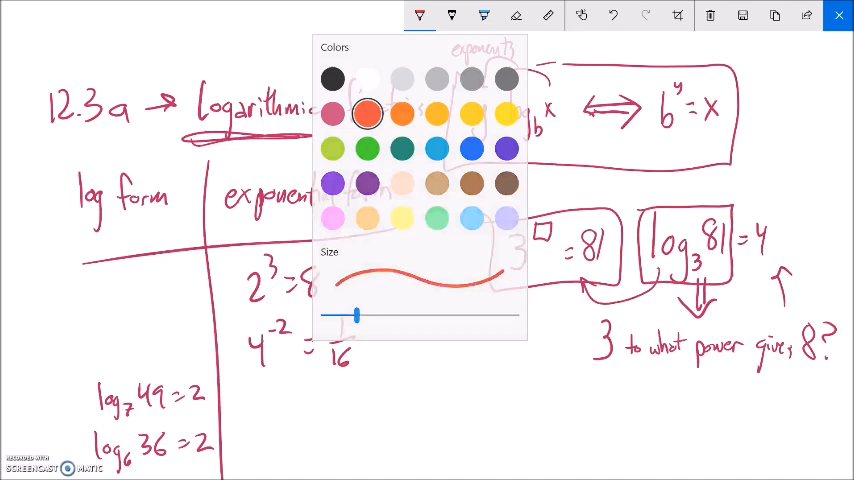 Colors
exponents
12.3a → Logarithmic
b x ⟺ b^y = x
log form
exponential form
Size
3^□ = 81
log_3 81 = 4
2^3 = 8
4^-2 = 1/16
3 to what power gives 8?
log_7 49 = 2
log_6 36 = 2
RECORDED WITH
SCREENCAST MATIC